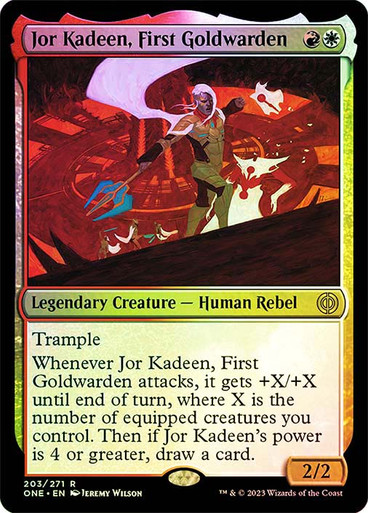 Jor Kadeen, First Goldwarden
Legendary Creature — Human Rebel
Trample
Whenever Jor Kadeen, First
Goldwarden attacks, it gets +X/+X
until end of turn, where X is the
number of equipped creatures you
control. Then if Jor Kadeen's power
is 4 or greater, draw a card.
2/2
203/271 R
ONE • EN JEREMY WILSON
™ & © 2023 Wizards of the Coast